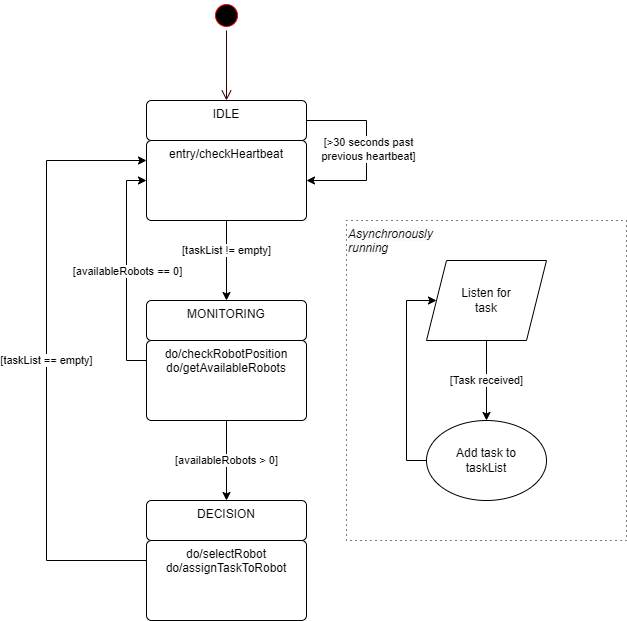 IDLE
entry/checkHeartbeat
[>30 seconds past
previous heartbeat]
[taskList != empty]
Asynchronously
running
[availableRobots == 0]
Listen for
task
MONITORING
do/checkRobotPosition
do/getAvailableRobots
[taskList == empty]
[Task received]
[availableRobots > 0]
Add task to
taskList
DECISION
do/selectRobot
do/assignTaskToRobot